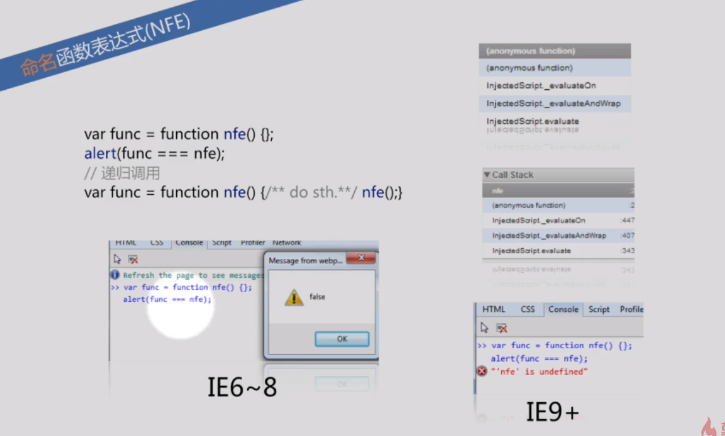 命名函数表达式(NFE)
var func = function nfe() {};
alert(func === nfe);
// 递归调用
var func = function nfe() {/** do sth.**/ nfe();}
(anonymous function)
(anonymous function)
InjectedScript._evaluateOn
InjectedScript._evaluateAndWrap
InjectedScript.evaluate
▼ Call Stack
nfe :2
(anonymous function) :2
InjectedScript._evaluateOn :447
InjectedScript._evaluateAndWrap :407
InjectedScript.evaluate :343
HTML CSS Console Script Profiler Network
Refresh the page to see messages
>> var func = function nfe() {};
alert(func === nfe);
Message from webp...
false
OK
IE6~8
HTML CSS Console Script Profile
>> var func = function nfe() {};
alert(func === nfe);
"'nfe' is undefined"
IE9+